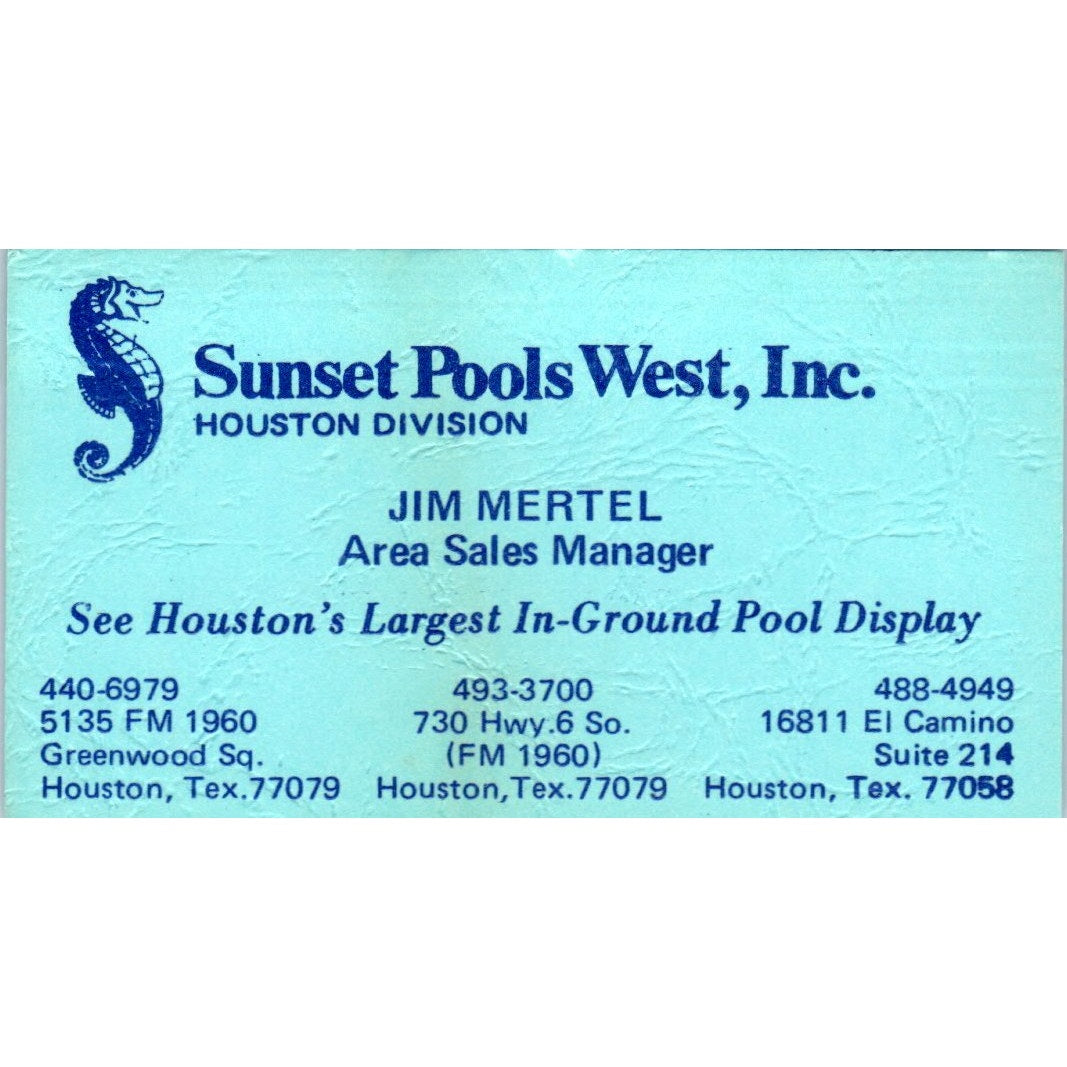 Sunset Pools West, Inc.
HOUSTON DIVISION
JIM MERTEL
Area Sales Manager
See Houston's Largest In-Ground Pool Display
440-6979
5135 FM 1960
Greenwood Sq.
Houston, Tex.77079
493-3700
730 Hwy.6 So.
(FM 1960)
Houston,Tex.77079
488-4949
16811 El Camino
Suite 214
Houston, Tex. 77058